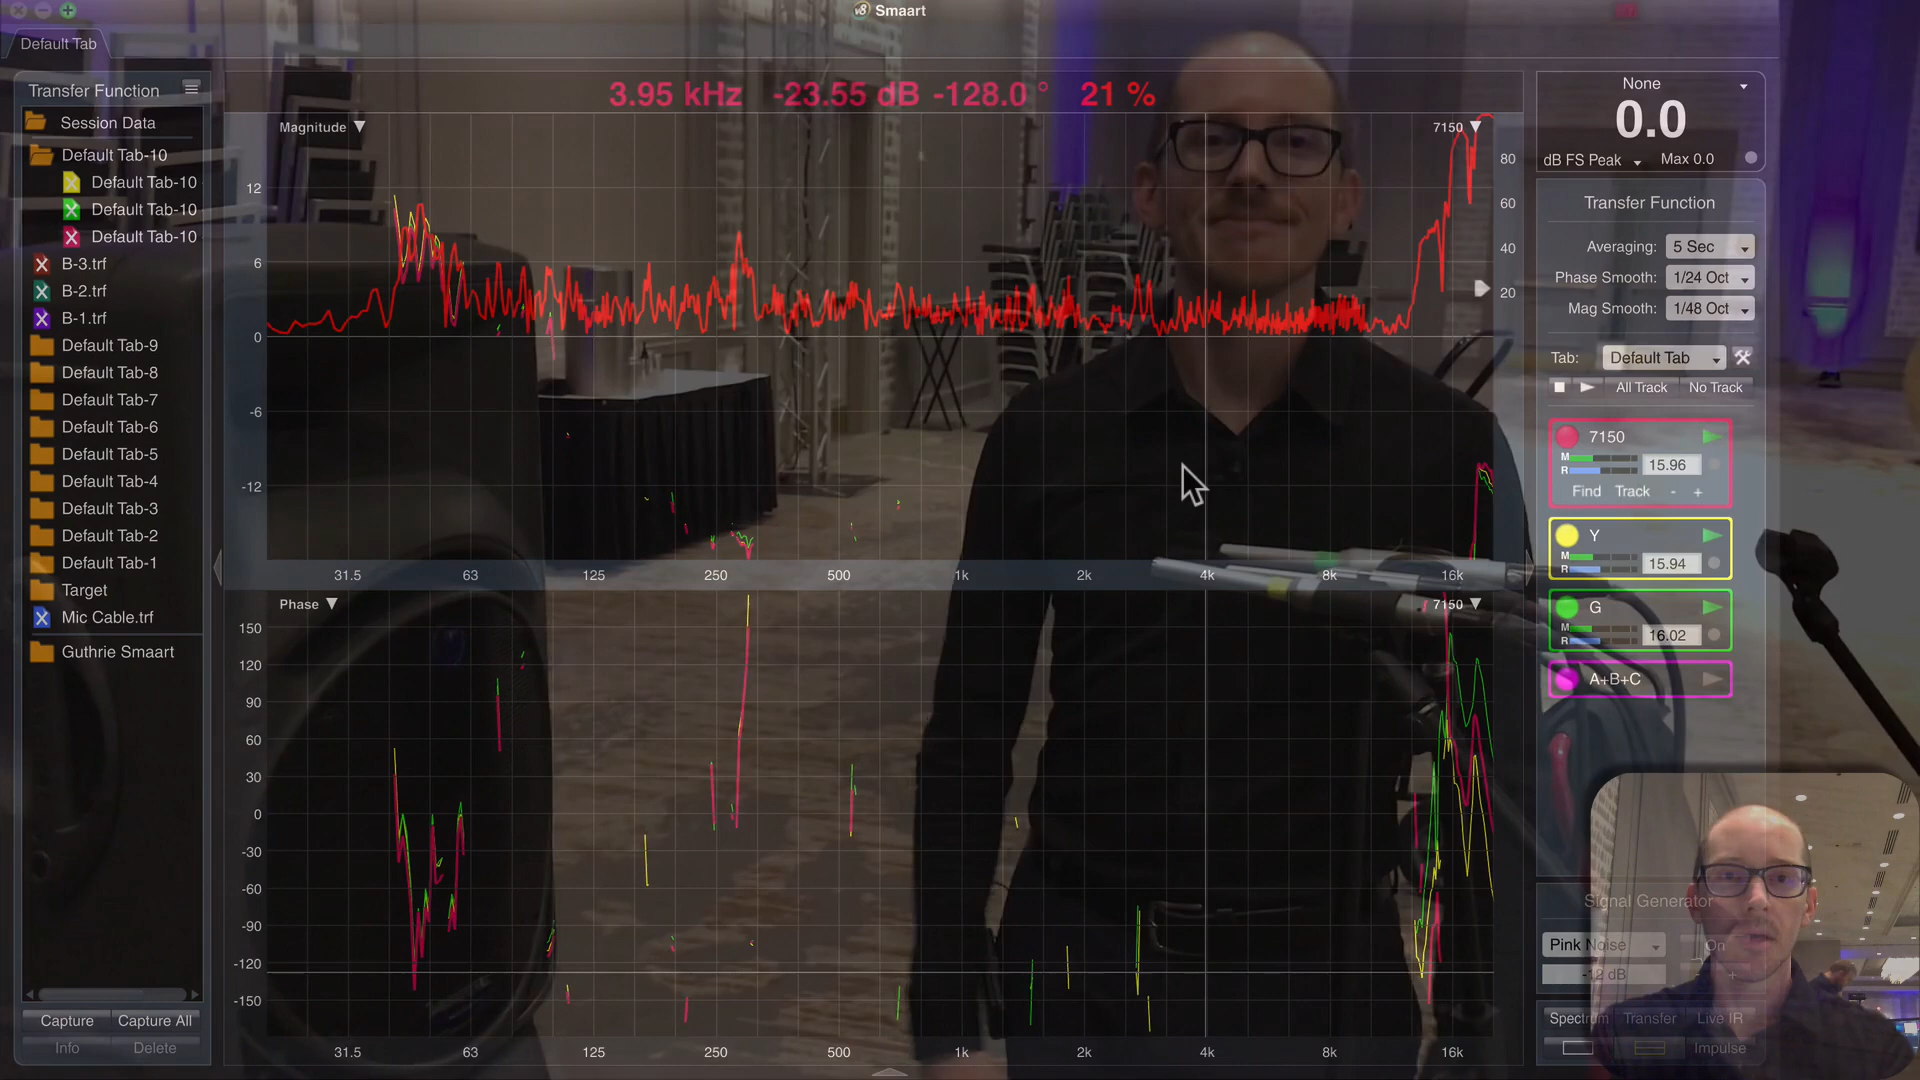 v8 Smaart
Default Tab
Transfer Function
Session Data
Default Tab-10
Default Tab-10
Default Tab-10
Default Tab-10
B-3.trf
B-2.trf
B-1.trf
Default Tab-9
Default Tab-8
Default Tab-7
Default Tab-6
Default Tab-5
Default Tab-4
Default Tab-3
Default Tab-2
Default Tab-1
Target
Mic Cable.trf
Guthrie Smaart
Capture Capture All
Info Delete
3.95 kHz -23.55 dB -128.0 ° 21 %
Magnitude 7150
12
6
0
-6
-12
80
60
40
20
31.5 63 125 250 500 1k 2k 4k 8k 16k
Phase 7150
150
120
90
60
30
0
-30
-60
-90
-120
-150
31.5 63 125 250 500 1k 2k 4k 8k 16k
None
0.0
dB FS Peak Max 0.0
Transfer Function
Averaging: 5 Sec
Phase Smooth: 1/24 Oct
Mag Smooth: 1/48 Oct
Tab: Default Tab
All Track No Track
7150
M
R 15.96
Find Track - +
Y
M
R 15.94
G
M
R 16.02
A+B+C
Signal Generator
Pink Noise On
-12 dB - +
Spectrum Transfer Live IR
Impulse